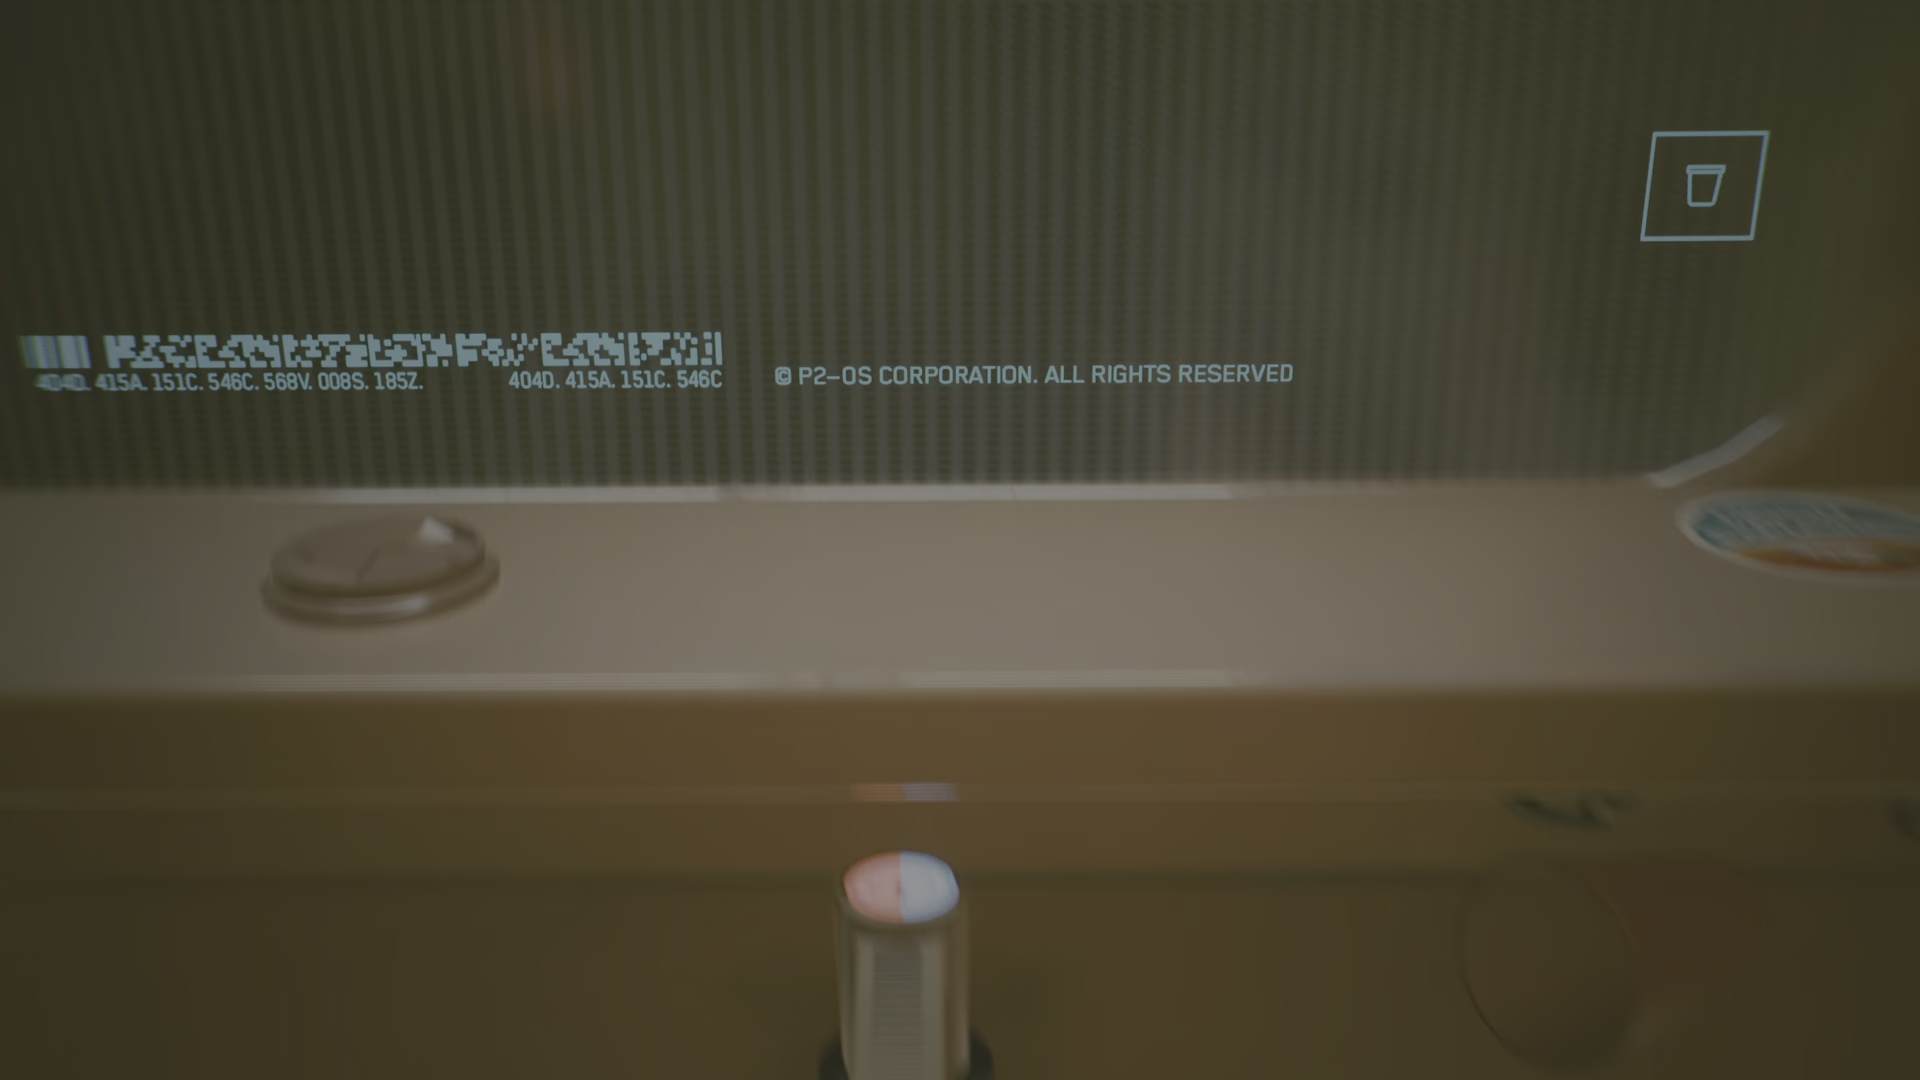 404D. 415A. 151C. 546C. 568V. 008S. 185Z.
404D. 415A. 151C. 546C
© P2–OS CORPORATION. ALL RIGHTS RESERVED